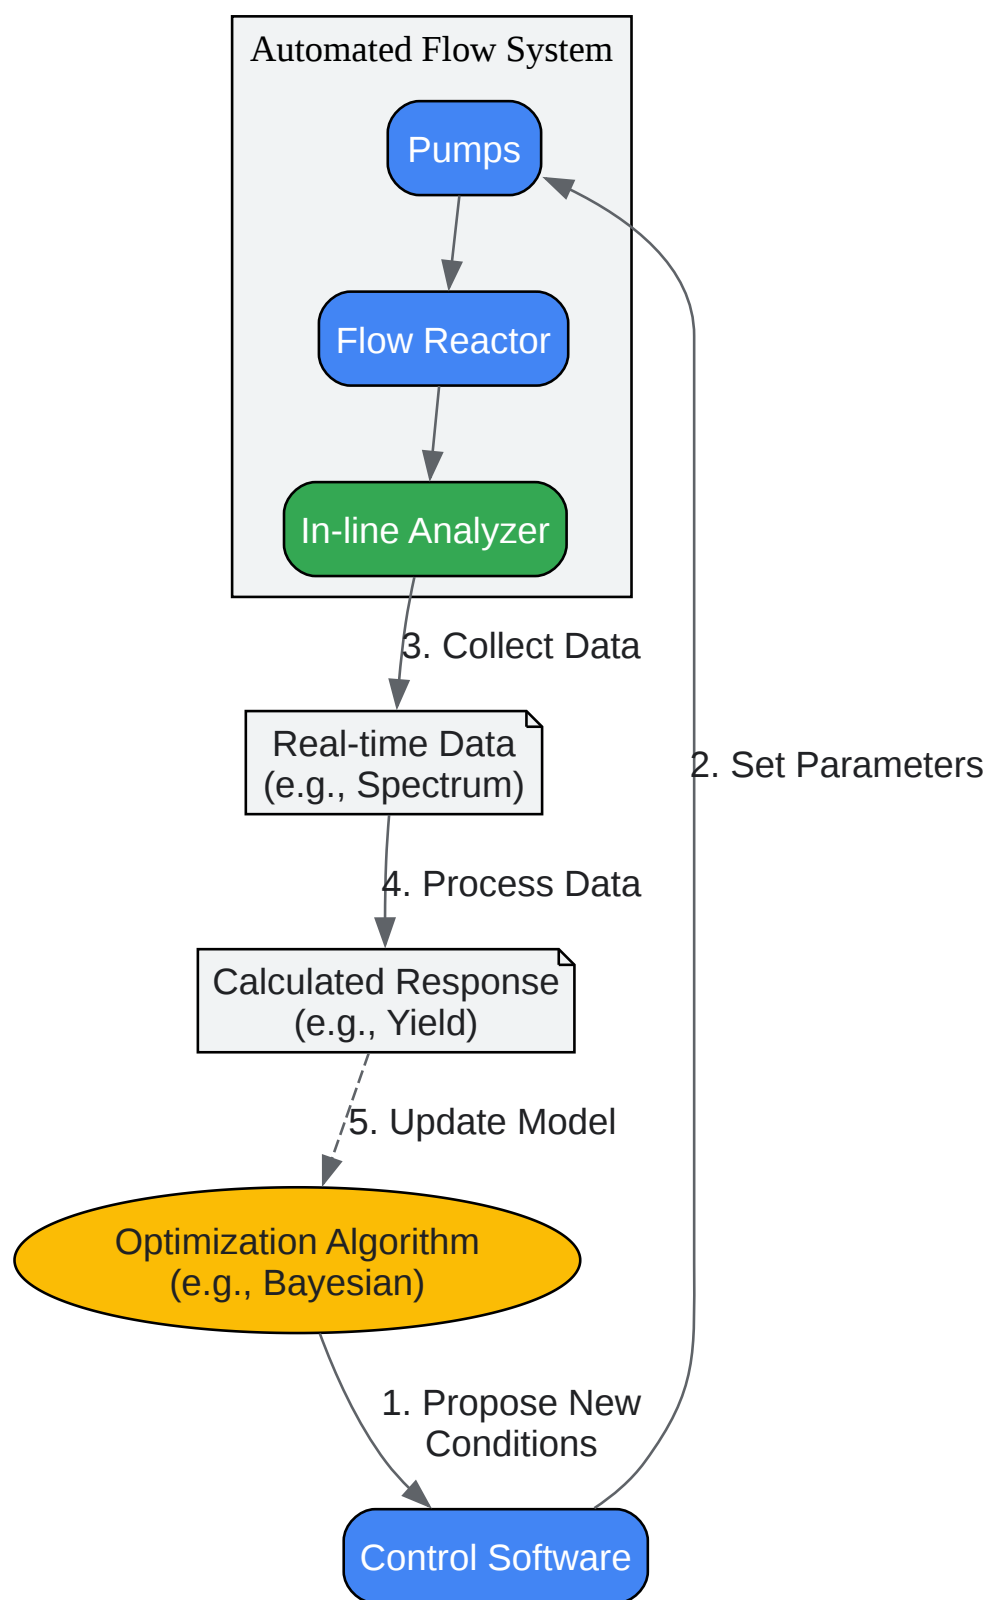 Automated Flow System
Pumps
Flow Reactor
In-line Analyzer
3. Collect Data
Real-time Data
(e.g., Spectrum)
2. Set Parameters
4. Process Data
Calculated Response
(e.g., Yield)
5. Update Model
Optimization Algorithm
(e.g., Bayesian)
1. Propose New
Conditions
Control Software